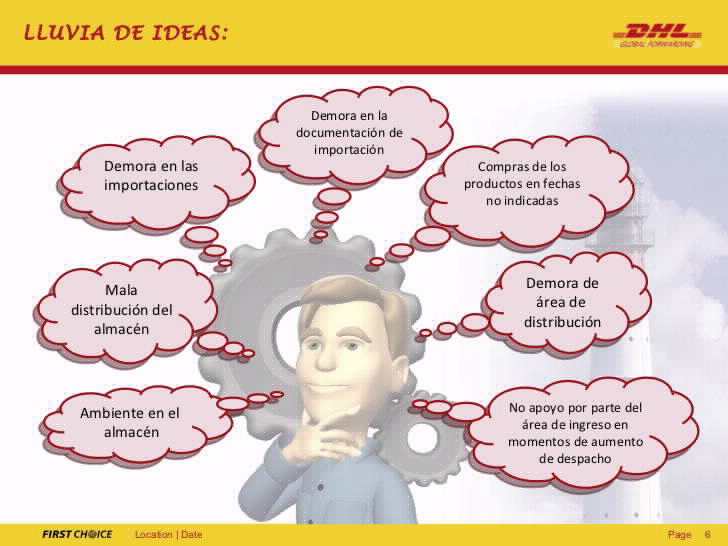 LLUVIA DE IDEAS:
DHL
GLOBAL FORWARDING
Demora en la
documentación de
importación
Demora en las
importaciones
Compras de los
productos en fechas
no indicadas
Mala
distribución del
almacén
Demora de
área de
distribución
Ambiente en el
almacén
No apoyo por parte del
área de ingreso en
momentos de aumento
de despacho
FIRST CHOICE
Location | Date
Page 6